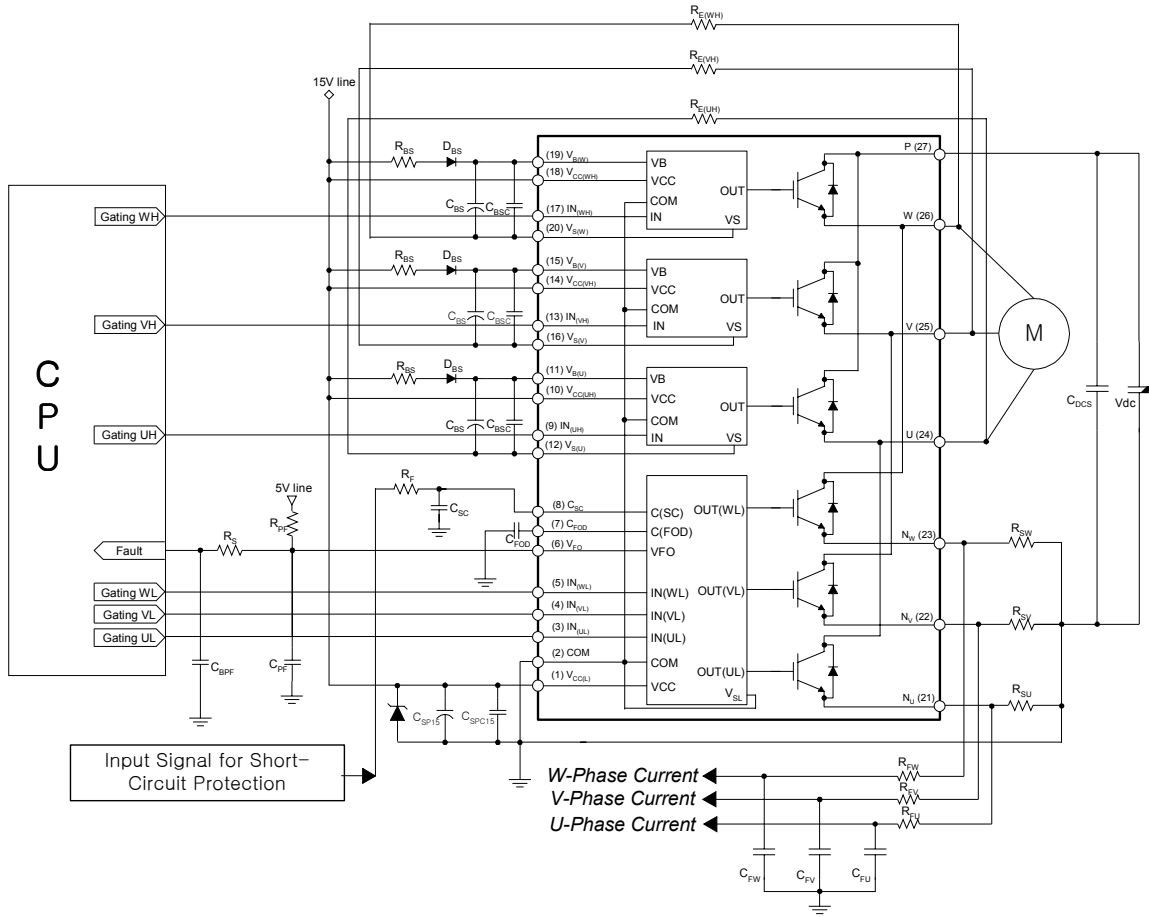 R_E(WH)
R_E(VH)
15V line
R_E(UH)
P (27)
R_BS
D_BS
(19) V_B(W)
VB
(18) V_CC(WH)
VCC
OUT
COM
C_BS
C_BSC
Gating WH
(17) IN_(WH)
IN
VS
W (26)
(20) V_S(W)
R_BS
D_BS
(15) V_B(V)
VB
(14) V_CC(VH)
VCC
OUT
COM
C_BS
C_BSC
Gating VH
(13) IN_(VH)
IN
VS
V (25)
M
(16) V_S(V)
R_BS
D_BS
(11) V_B(U)
VB
(10) V_CC(UH)
VCC
OUT
COM
C_BS
C_BSC
C_DCS
Vdc
CPU
Gating UH
(9) IN_(UH)
IN
VS
U (24)
(12) V_S(U)
R_F
5V line
C_SC
(8) C_SC
C(SC)
OUT(WL)
R_PF
(7) C_FOD
C(FOD)
C_FOD
R_S
Fault
(6) V_FO
VFO
N_W (23)
R_SW
Gating WL
(5) IN_(WL)
IN(WL)
OUT(VL)
Gating VL
(4) IN_(VL)
IN(VL)
N_V (22)
R_SV
Gating UL
(3) IN_(UL)
IN(UL)
(2) COM
COM
OUT(UL)
C_BPF
C_PF
(1) V_CC(L)
VCC
V_SL
N_U (21)
R_SU
C_SP15
C_SPC15
Input Signal for Short-
Circuit Protection
W-Phase Current
R_FW
V-Phase Current
R_FV
U-Phase Current
R_FU
C_FW
C_FV
C_FU